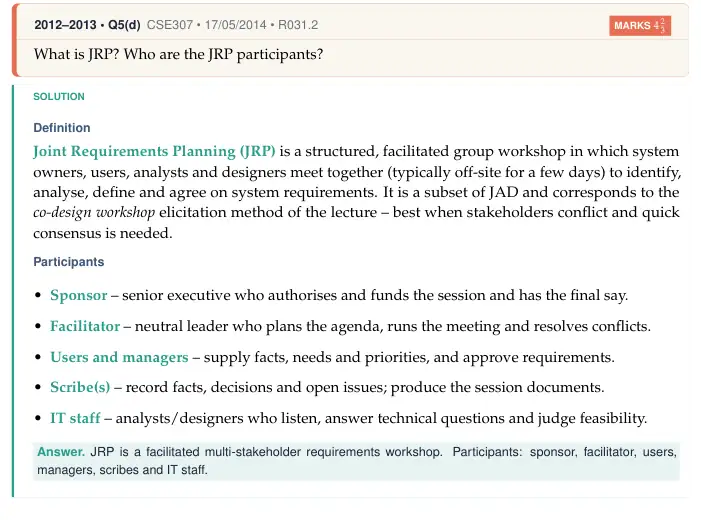 2012–2013 • Q5(d) CSE307 • 17/05/2014 • R031.2
MARKS 4 2/3
What is JRP? Who are the JRP participants?
SOLUTION
Definition
Joint Requirements Planning (JRP) is a structured, facilitated group workshop in which system
owners, users, analysts and designers meet together (typically off-site for a few days) to identify,
analyse, define and agree on system requirements. It is a subset of JAD and corresponds to the
co-design workshop elicitation method of the lecture – best when stakeholders conflict and quick
consensus is needed.
Participants
• Sponsor – senior executive who authorises and funds the session and has the final say.
• Facilitator – neutral leader who plans the agenda, runs the meeting and resolves conflicts.
• Users and managers – supply facts, needs and priorities, and approve requirements.
• Scribe(s) – record facts, decisions and open issues; produce the session documents.
• IT staff – analysts/designers who listen, answer technical questions and judge feasibility.
Answer. JRP is a facilitated multi-stakeholder requirements workshop. Participants: sponsor, facilitator, users,
managers, scribes and IT staff.